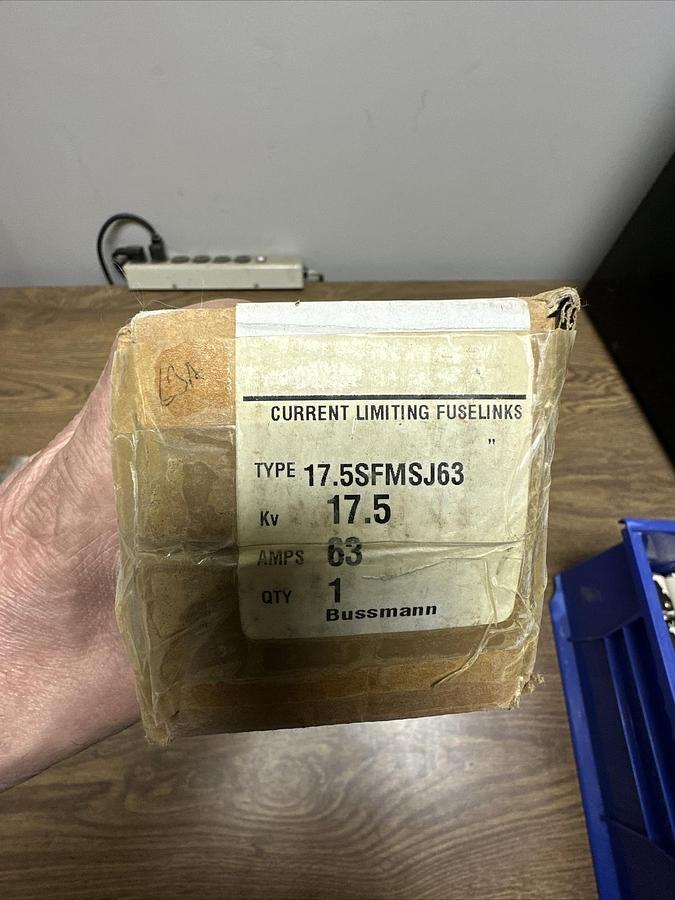 CURRENT LIMITING FUSELINKS
"
TYPE 17.5SFMSJ63
Kv 17.5
AMPS 63
QTY 1
Bussmann